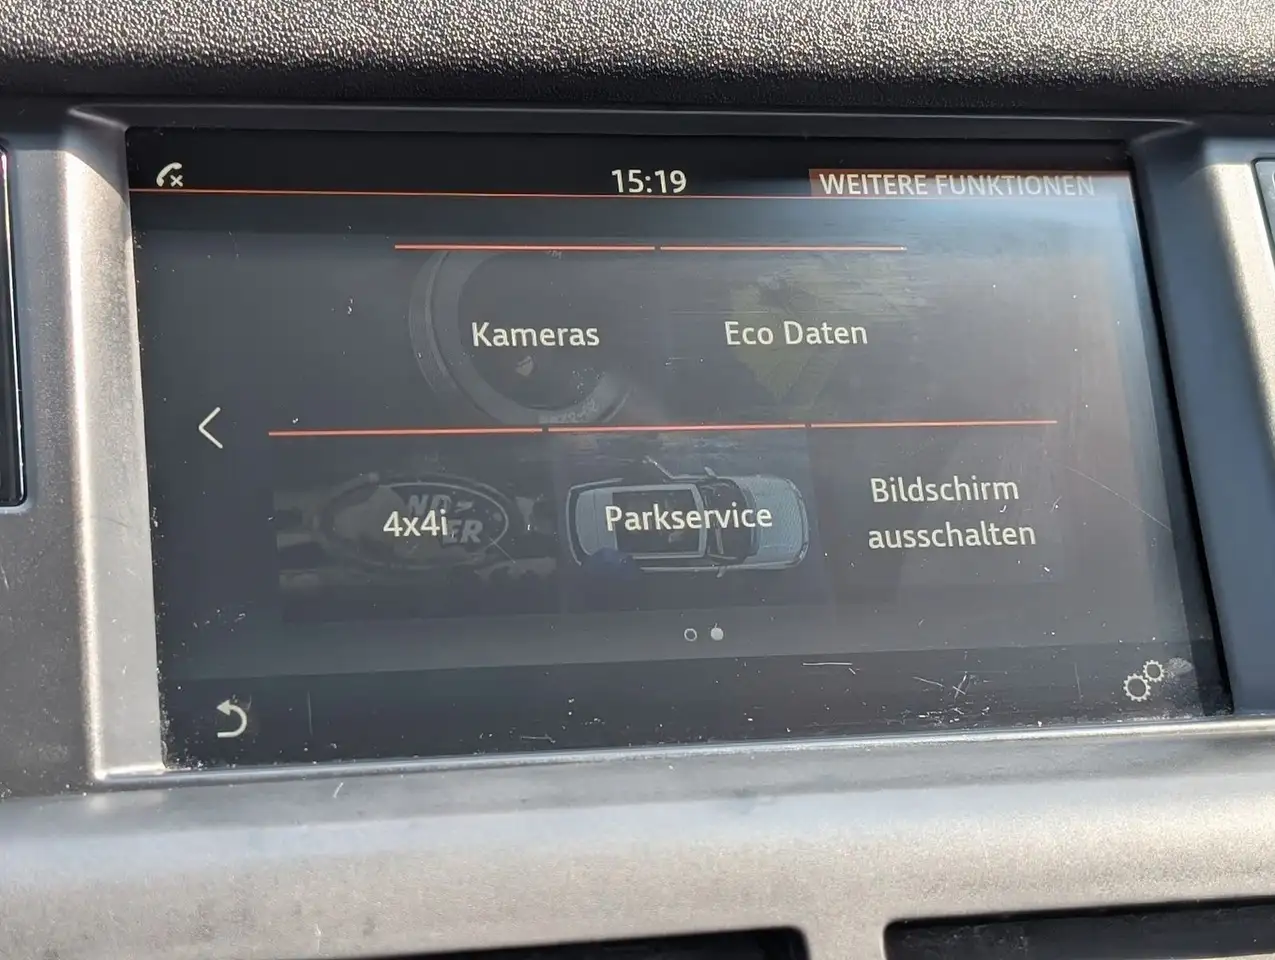 15:19
WEITERE FUNKTIONEN
Kameras
Eco Daten
4x4i
Parkservice
Bildschirm
ausschalten